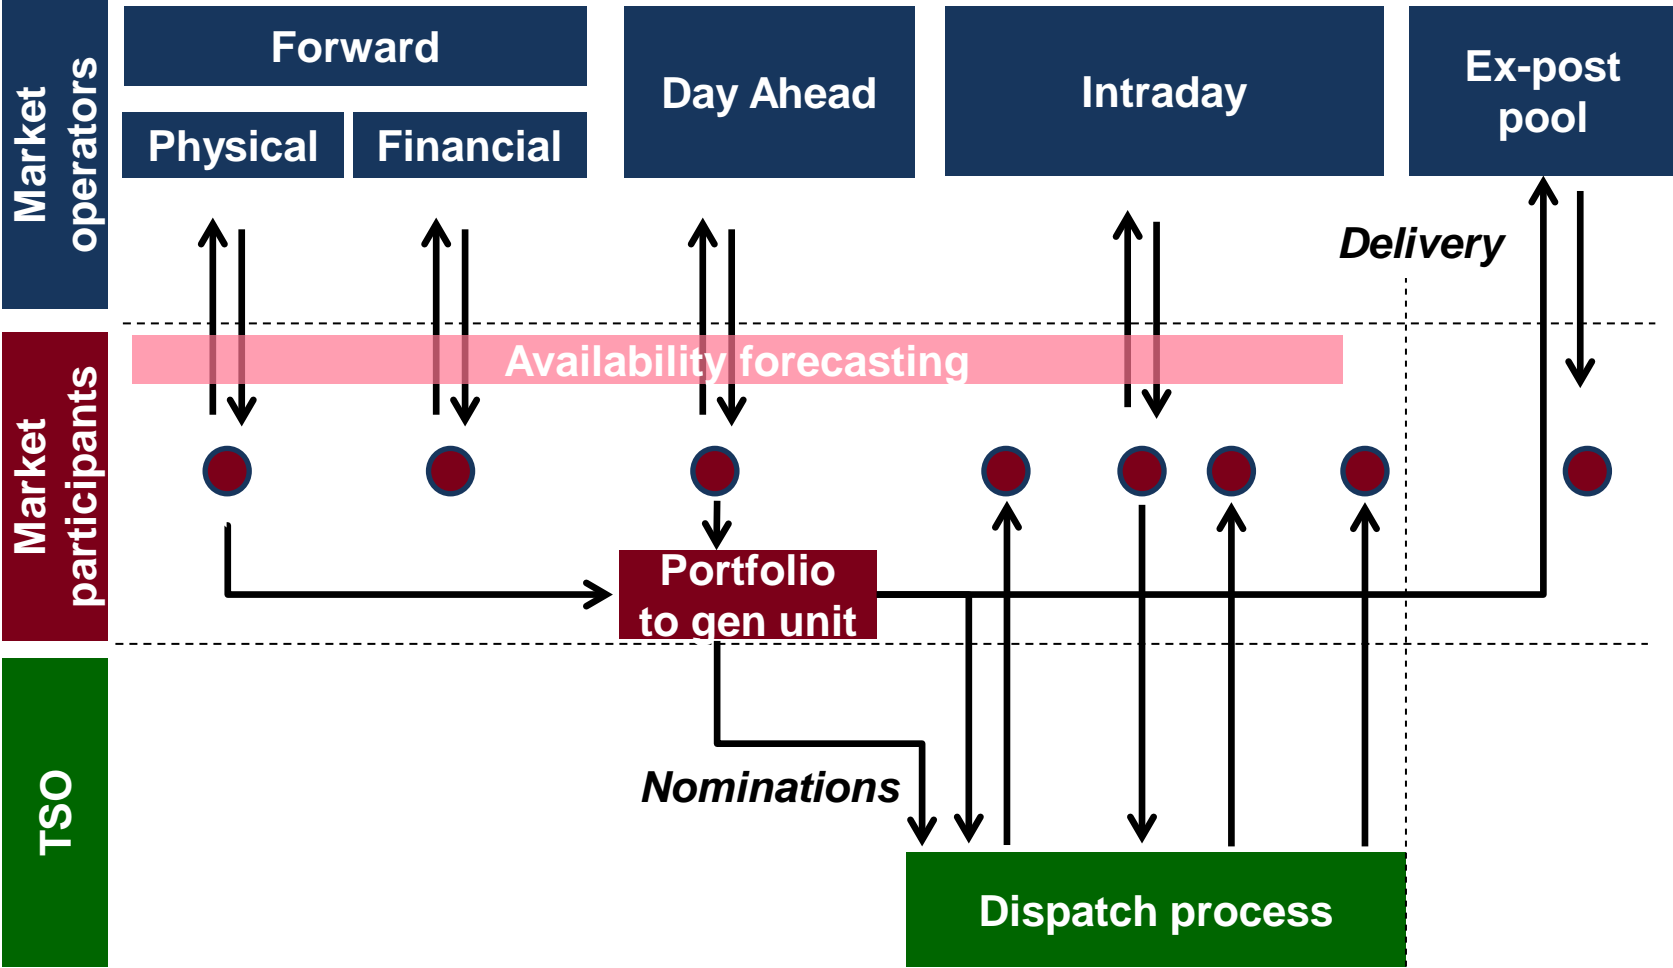 Market
operators
Forward
Physical
Financial
Day Ahead
Intraday
Ex-post
pool
Delivery
Market
participants
Availability forecasting
Portfolio
to gen unit
TSO
Nominations
Dispatch process